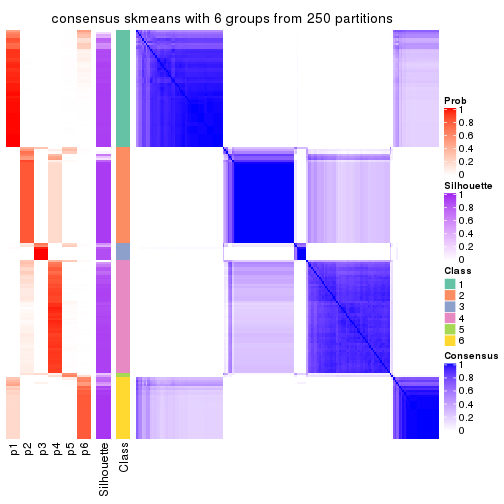 consensus skmeans with 6 groups from 250 partitions
Prob
1
0.8
0.6
0.4
0.2
0
Silhouette
1
0.8
0.6
0.4
0.2
0
Class
1
2
3
4
5
6
Consensus
1
0.8
0.6
0.4
0.2
0
p1
p2
p3
p4
p5
p6
Silhouette
Class